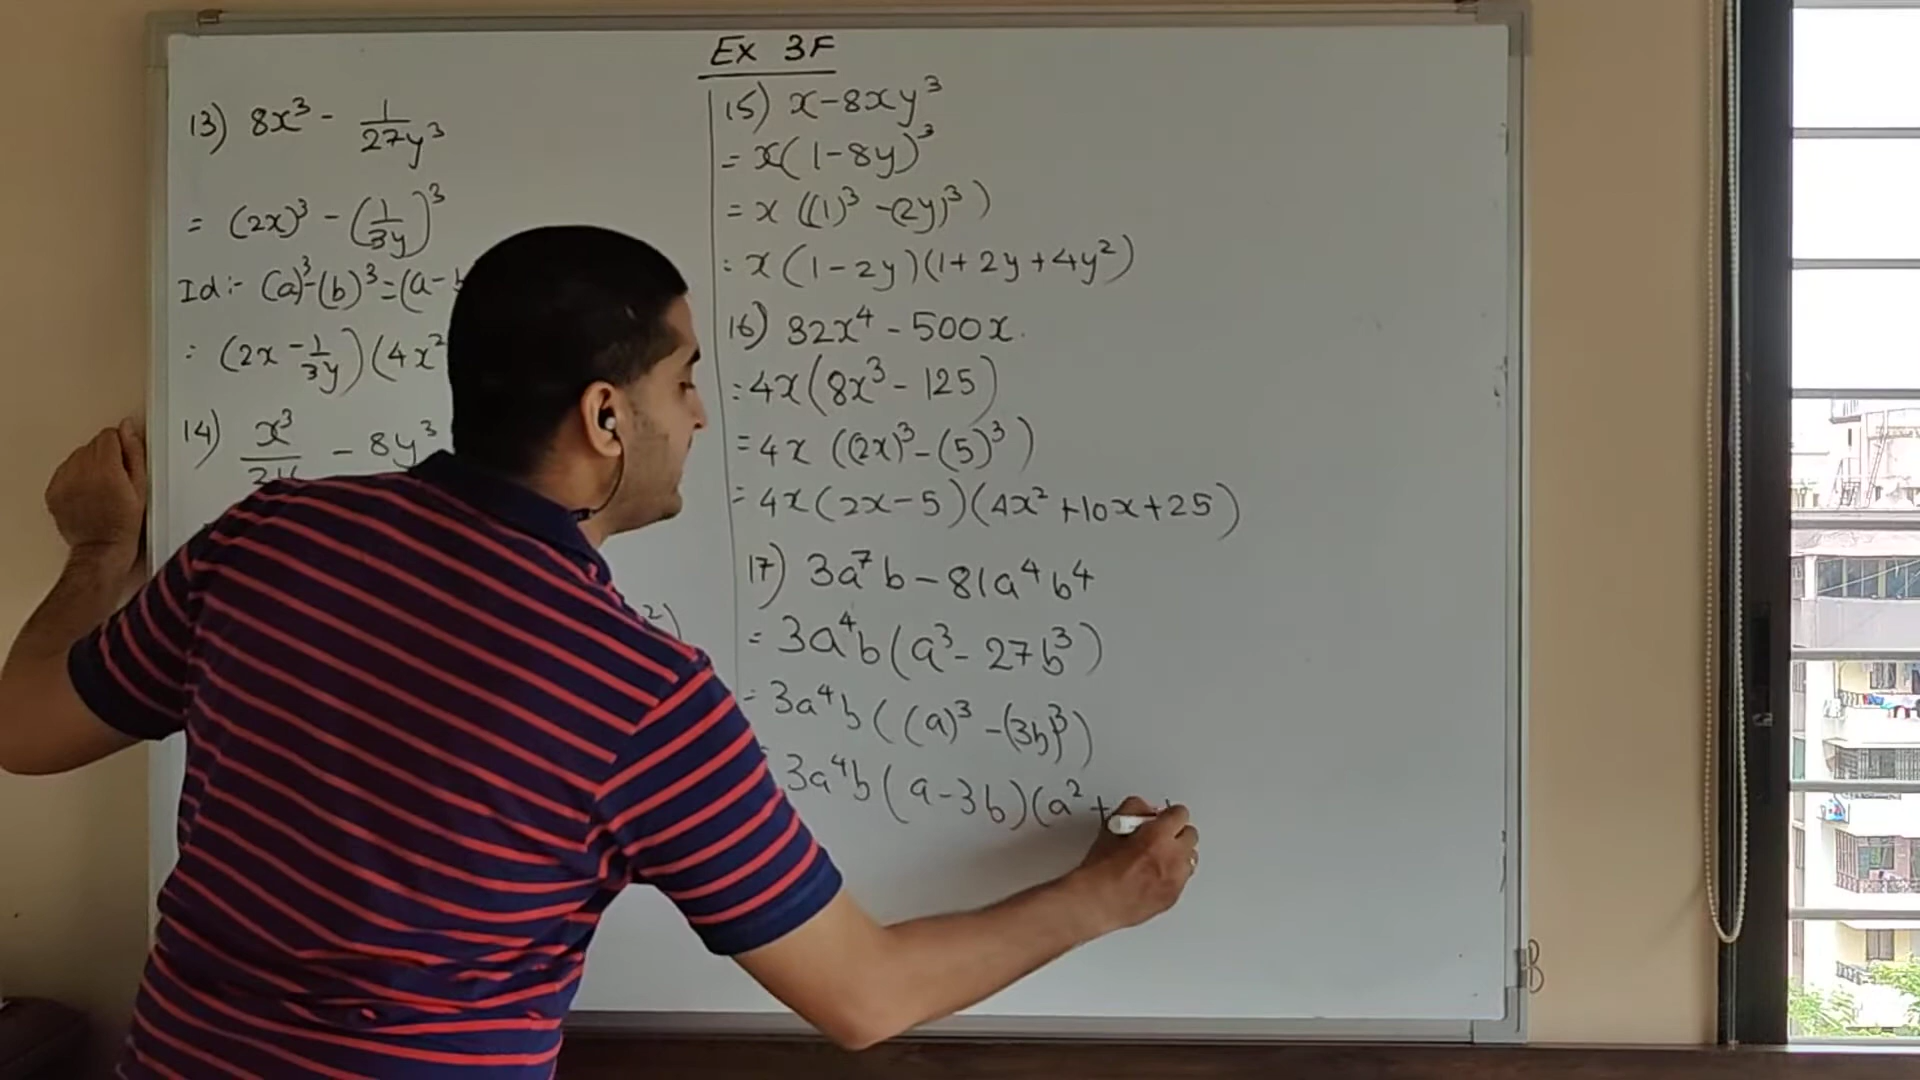 Ex 3F
13) 8x³ - 1/27y³
= (2x)³ - (1/3y)³
Id:- (a)³-(b)³=(a-
= (2x - 1/3y)(4x²
14) x³/ - 8y³
²)
15) x-8xy³
= x(1-8y)³
= x((1)³-(2y)³)
= x(1-2y)(1+2y+4y²)
16) 32x⁴ - 500x.
= 4x(8x³ - 125)
= 4x((2x)³-(5)³)
= 4x(2x-5)(4x²+10x+25)
17) 3a⁷b - 81a⁴b⁴
= 3a⁴b(a³ - 27b³)
= 3a⁴b((a)³ - (3b)³)
3a⁴b(a-3b)(a²+